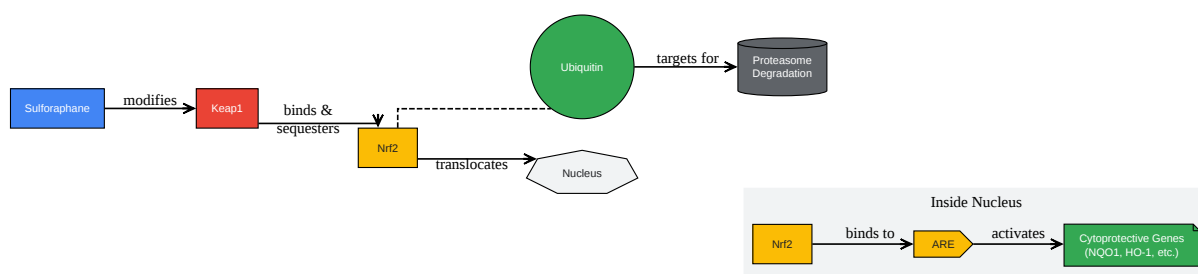 Sulforaphane
modifies
Keap1
binds &
sequesters
Nrf2
translocates
Nucleus
Ubiquitin
targets for
Proteasome
Degradation
Inside Nucleus
Nrf2
binds to
ARE
activates
Cytoprotective Genes
(NQO1, HO-1, etc.)